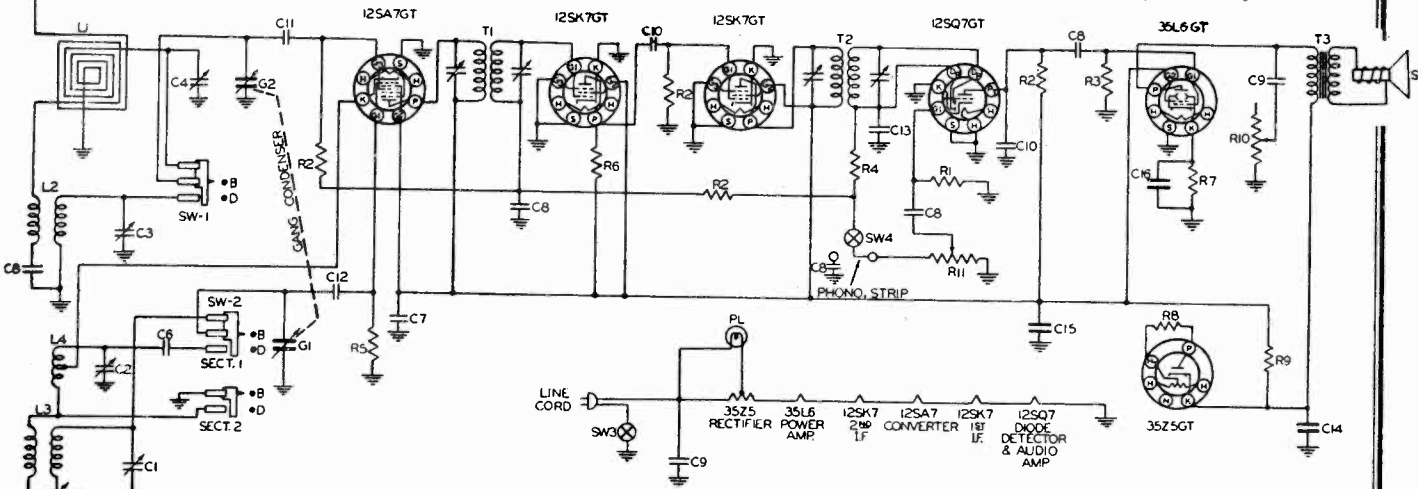 12SA7GT
12SK7GT
12SK7GT
12SQ7GT
35L6GT
C11
T1
C10
T2
C8
T3
C4
G2
R2
R2
C13
C10
R2
R3
C9
R10
S
GANG CONDENSER
R2
R6
R4
R1
C16
R7
L2
B
D
SW-1
C3
C8
R2
C8
SW4
C8
C8
R11
PHONO. STRIP
C12
SW-2
B
D
SECT. 1
C6
G1
R5
C7
PL
C15
R8
R9
L4
C2
L3
B
D
SECT. 2
C1
LINE
CORD
SW3
C9
35Z5
RECTIFIER
35L6
POWER
AMP.
12SK7
2ND
I.F
12SA7
CONVERTER
12SK7
1ST
I.F.
12SQ7
DIODE
DETECTOR
& AUDIO
AMP
35Z5GT
C14